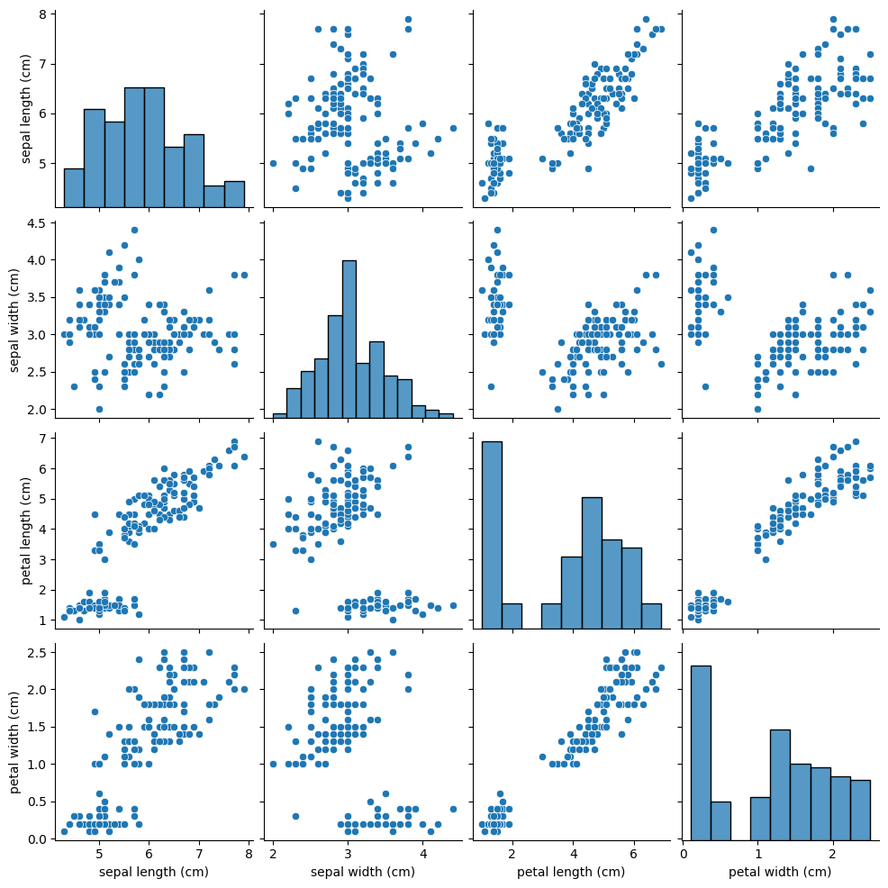 8
7
6
5
sepal length (cm)
4.5
4.0
3.5
3.0
2.5
2.0
sepal width (cm)
7
6
5
4
3
2
1
petal length (cm)
2.5
2.0
1.5
1.0
0.5
0.0
petal width (cm)
5 6 7 8
2 3 4
2 4 6
0 1 2
sepal length (cm)
sepal width (cm)
petal length (cm)
petal width (cm)